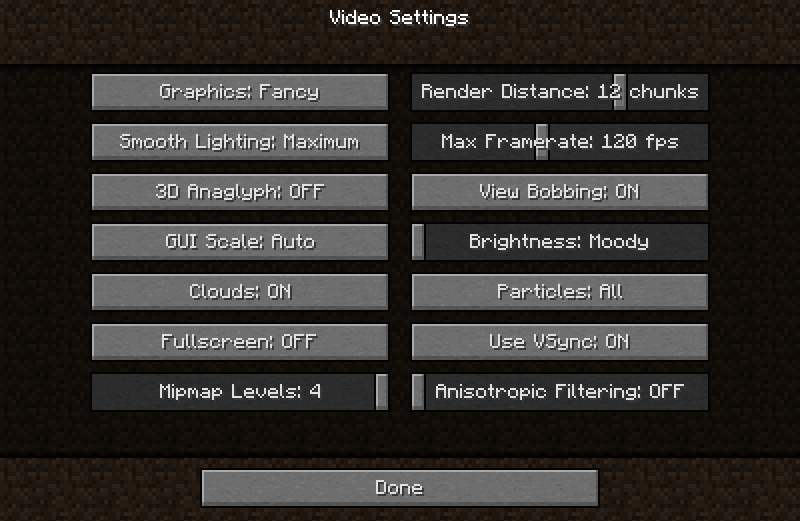 Video Settings
Graphics: Fancy
Render Distance: 12 chunks
Smooth Lighting: Maximum
Max Framerate: 120 fps
3D Anaglyph: OFF
View Bobbing: ON
GUI Scale: Auto
Brightness: Moody
Clouds: ON
Particles: All
Fullscreen: OFF
Use VSync: ON
Mipmap Levels: 4
Anisotropic Filtering: OFF
Done